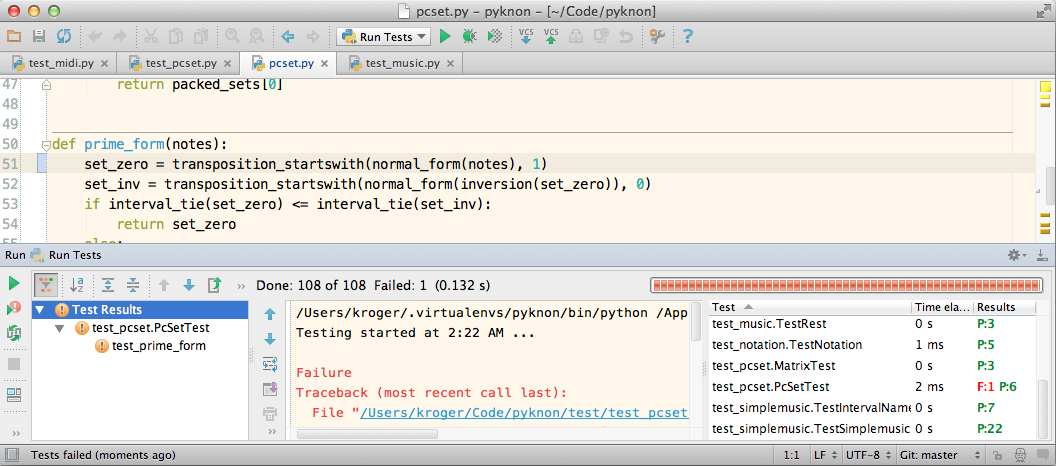 pcset.py – pyknon – [~/Code/pyknon]
Run Tests
VCS VCS
test_midi.py test_pcset.py pcset.py test_music.py
47 return packed_sets[0]
48
49
50 def prime_form(notes):
51 set_zero = transposition_startswith(normal_form(notes), 1)
52 set_inv = transposition_startswith(normal_form(inversion(set_zero)), 0)
53 if interval_tie(set_zero) <= interval_tie(set_inv):
54 return set_zero
55 else:
Run Run Tests
Done: 108 of 108 Failed: 1 (0.132 s)
Test Results
test_pcset.PcSetTest
test_prime_form
/Users/kroger/.virtualenvs/pyknon/bin/python /App
Testing started at 2:22 AM ...
Failure
Traceback (most recent call last):
File "/Users/kroger/Code/pyknon/test/test_pcset
Test Time ela... Results
test_music.TestRest 0 s P:3
test_notation.TestNotation 1 ms P:5
test_pcset.MatrixTest 0 s P:3
test_pcset.PcSetTest 2 ms F:1 P:6
test_simplemusic.TestIntervalName 0 s P:7
test_simplemusic.TestSimplemusic 0 s P:22
Tests failed (moments ago)
1:1 LF UTF-8 Git: master